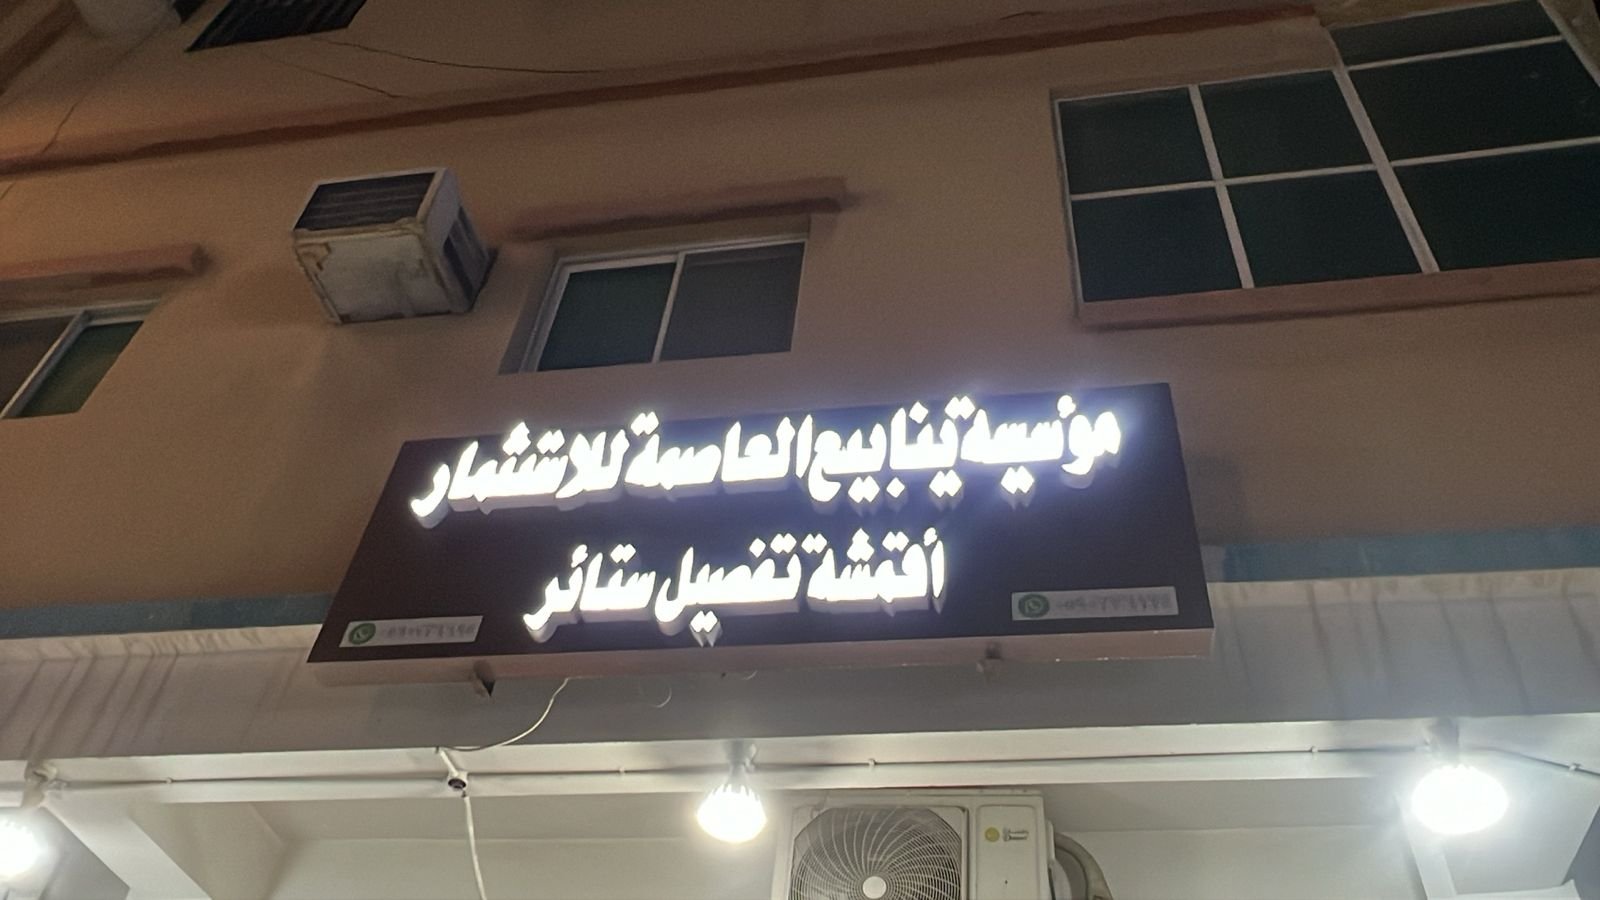 مؤسسة ينابيع العاصمة للاستثمار
أقمشة تفصيل ستائر